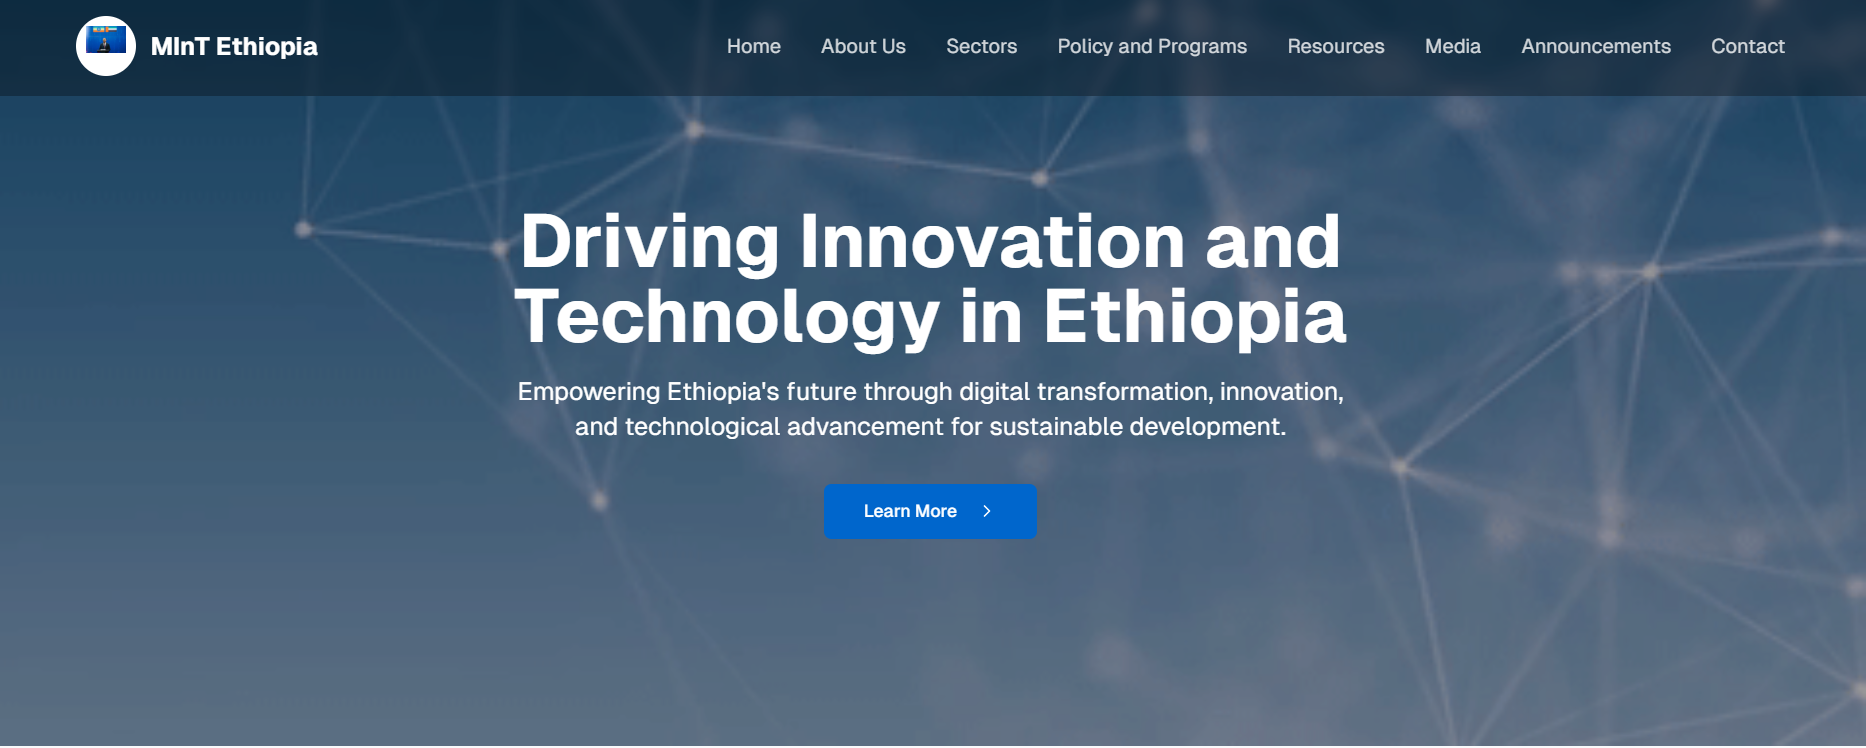 MInT Ethiopia
Home About Us Sectors Policy and Programs Resources Media Announcements Contact
Driving Innovation and
Technology in Ethiopia
Empowering Ethiopia's future through digital transformation, innovation,
and technological advancement for sustainable development.
Learn More